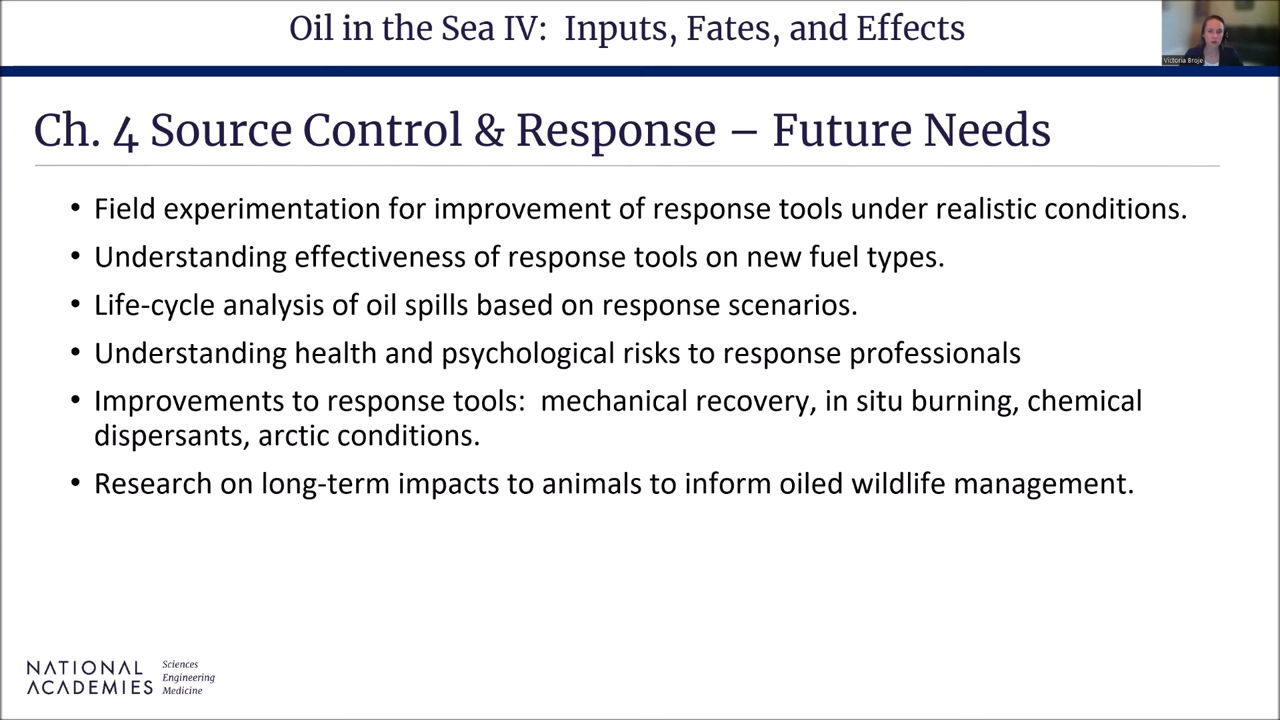 Oil in the Sea IV: Inputs, Fates, and Effects
Victoria Broje
Ch. 4 Source Control & Response – Future Needs
• Field experimentation for improvement of response tools under realistic conditions.
• Understanding effectiveness of response tools on new fuel types.
• Life-cycle analysis of oil spills based on response scenarios.
• Understanding health and psychological risks to response professionals
• Improvements to response tools: mechanical recovery, in situ burning, chemical
dispersants, arctic conditions.
• Research on long-term impacts to animals to inform oiled wildlife management.
NATIONAL
ACADEMIES
Sciences
Engineering
Medicine